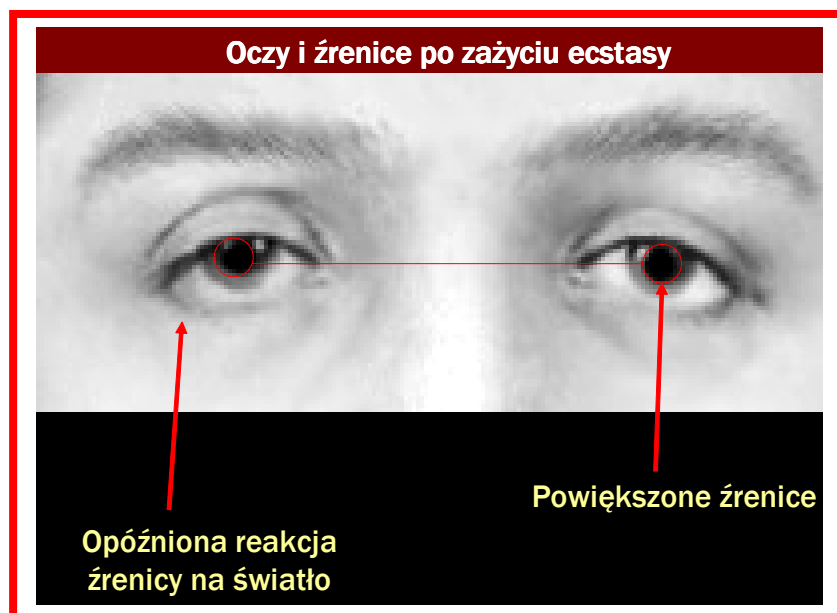 Oczy i źrenice po zażyciu ecstasy
Powiększone źrenice
Opóźniona reakcja
źrenicy na światło